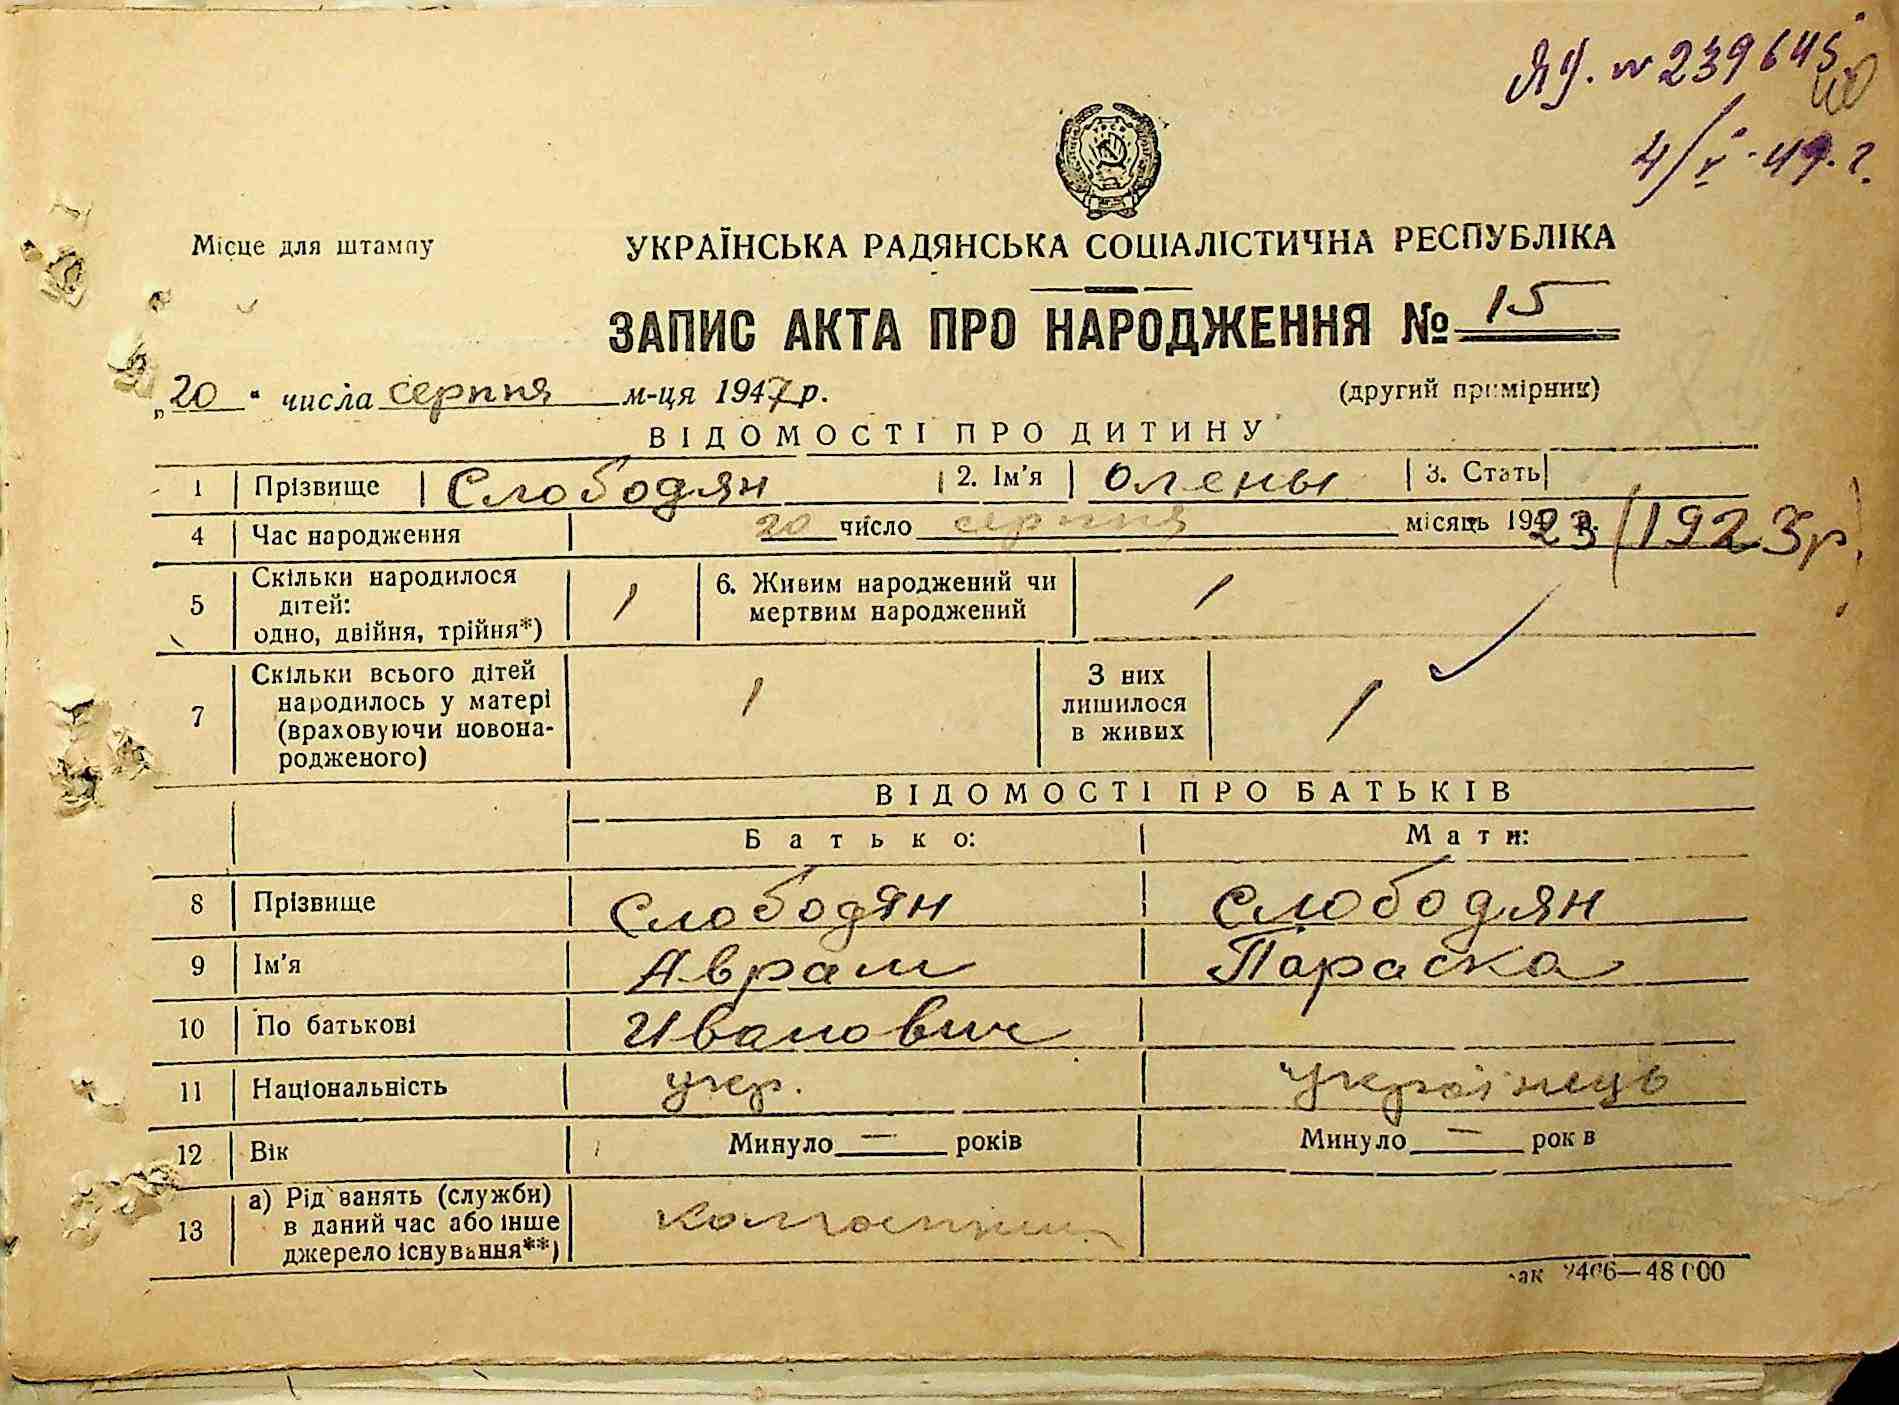 ЯУ. № 239645
4/V·49.г.
Місце для штампу
УКРАЇНСЬКА РАДЯНСЬКА СОЦІАЛІСТИЧНА РЕСПУБЛІКА
ЗАПИС АКТА ПРО НАРОДЖЕННЯ № 15
„20“ числа серпня м-ця 1947 р.
(другий примірник)
ВІДОМОСТІ ПРО ДИТИНУ
1 Прізвище Слободян 2. Ім'я Олены 3. Стать
4 Час народження 20 число серпня місяць 1923 р. (1923 р.)
5 Скільки народилося дітей: одно, двійня, трійня*) 1 6. Живим народжений чи мертвим народжений 1
7 Скільки всього дітей народилось у матері (враховуючи новонародженого) 1 З них лишилося в живих 1
ВІДОМОСТІ ПРО БАТЬКІВ
Батько: Мати:
8 Прізвище Слободян Слободян
9 Ім'я Аврам Параска
10 По батькові Иванович
11 Національність укр. українець
12 Вік Минуло — років Минуло — рок в
13 а) Рід занять (служби) в даний час або інше джерело існування**) колгоспник
ак 2406—48 000